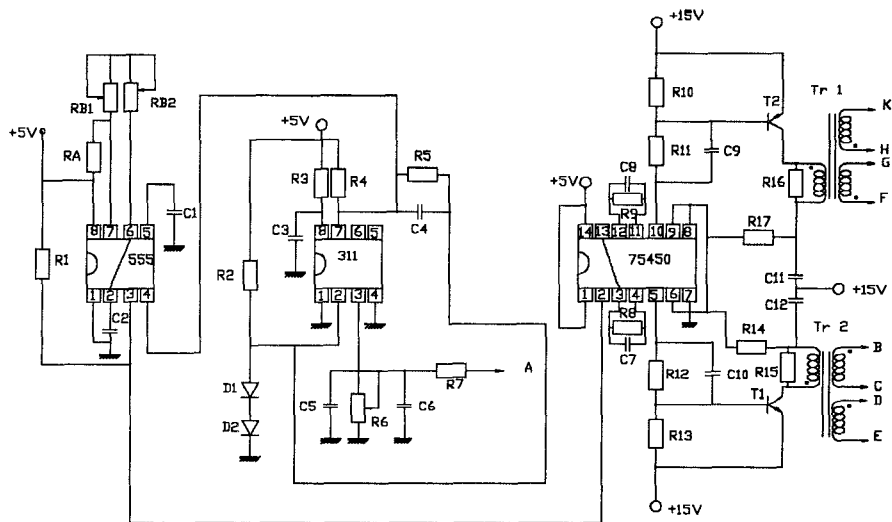 +15V
Tr 1
RB1
RB2
R10
T2
K
+5V
+5V
H
RA
R5
R11
C9
G
R3
R4
C8
R16
+5V
F
C1
R9
C4
R17
8 7 6 5
C3
8 7 6 5
14 13 12 11 10 9 8
R1
555
R2
311
75450
C11
+15V
1 2 3 4
1 2 3 4
1 2 3 4 5 6 7
C12
C2
R8
R14
Tr 2
B
C7
R15
A
R12
C10
C
R7
D1
T1
D
C5
R6
C6
D2
R13
E
+15V